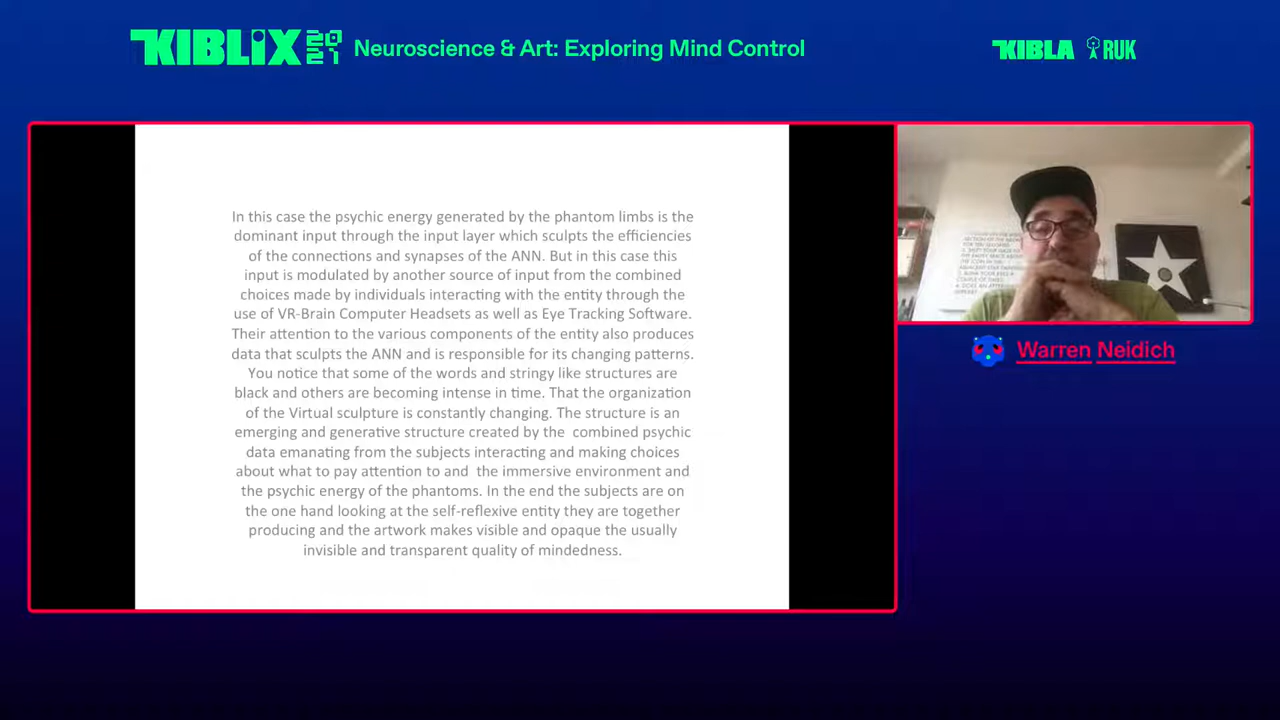 KIBLIX 2021
Neuroscience & Art: Exploring Mind Control
KIBLA
RUK
In this case the psychic energy generated by the phantom limbs is the
dominant input through the input layer which sculpts the efficiencies
of the connections and synapses of the ANN. But in this case this
input is modulated by another source of input from the combined
choices made by individuals interacting with the entity through the
use of VR-Brain Computer Headsets as well as Eye Tracking Software.
Their attention to the various components of the entity also produces
data that sculpts the ANN and is responsible for its changing patterns.
You notice that some of the words and stringy like structures are
black and others are becoming intense in time. That the organization
of the Virtual sculpture is constantly changing. The structure is an
emerging and generative structure created by the  combined psychic
data emanating from the subjects interacting and making choices
about what to pay attention to and  the immersive environment and
the psychic energy of the phantoms. In the end the subjects are on
the one hand looking at the self-reflexive entity they are together
producing and the artwork makes visible and opaque the usually
invisible and transparent quality of mindedness.
Warren Neidich